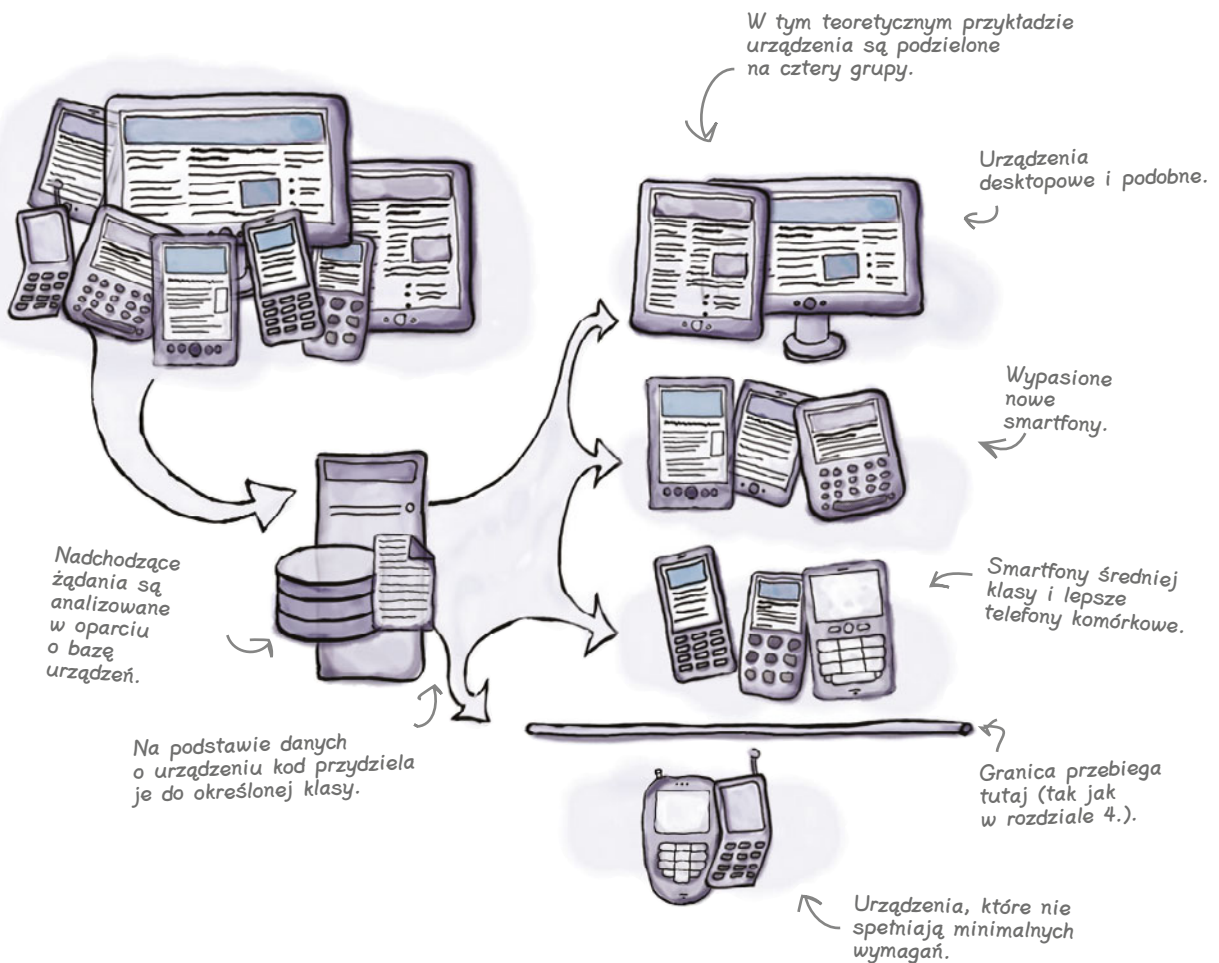 W tym teoretycznym przykładzie
urządzenia są podzielone
na cztery grupy.
Urządzenia
desktopowe i podobne.
Wypasione
nowe
smartfony.
Nadchodzące
żądania są
analizowane
w oparciu
o bazę
urządzeń.
Smartfony średniej
klasy i lepsze
telefony komórkowe.
Na podstawie danych
o urządzeniu kod przydziela
je do określonej klasy.
Granica przebiega
tutaj (tak jak
w rozdziale 4.).
Urządzenia, które nie
spełniają minimalnych
wymagań.